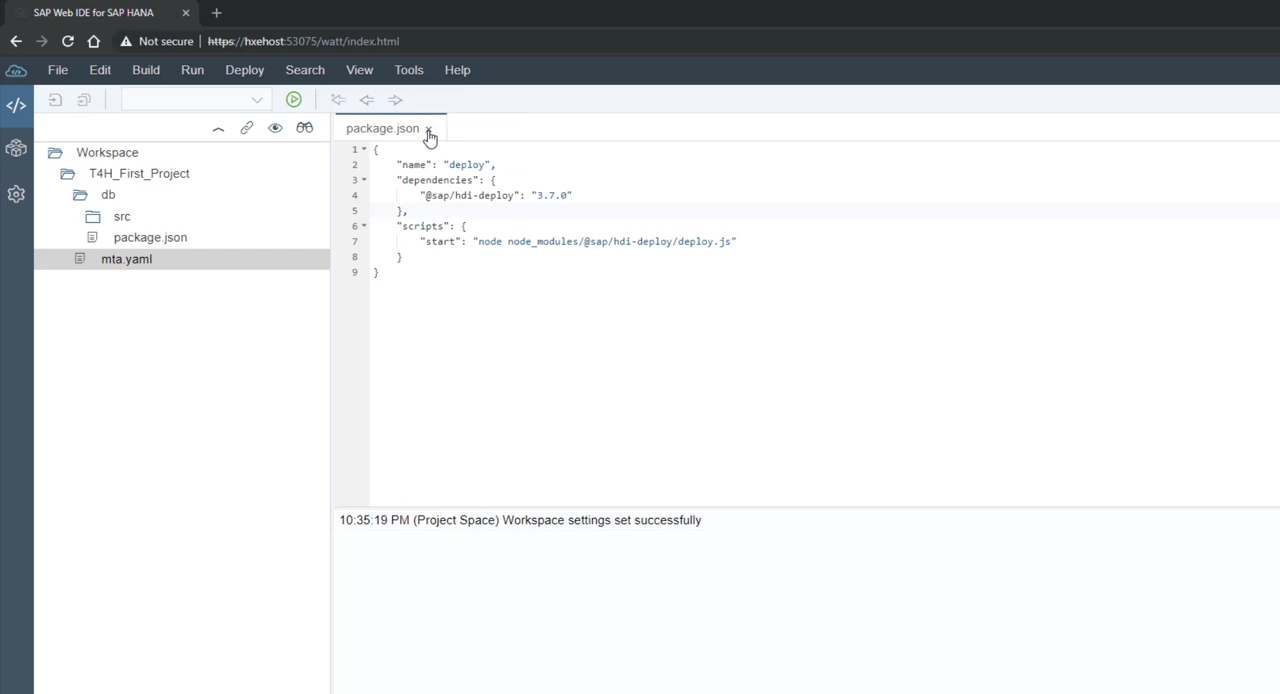 SAP Web IDE for SAP HANA
Not secure | https://hxehost:53075/watt/index.html
File Edit Build Run Deploy Search View Tools Help
package.json
Workspace
T4H_First_Project
db
src
package.json
mta.yaml
1 {
2 "name": "deploy",
3 "dependencies": {
4 "@sap/hdi-deploy": "3.7.0"
5 },
6 "scripts": {
7 "start": "node node_modules/@sap/hdi-deploy/deploy.js"
8 }
9 }
10:35:19 PM (Project Space) Workspace settings set successfully